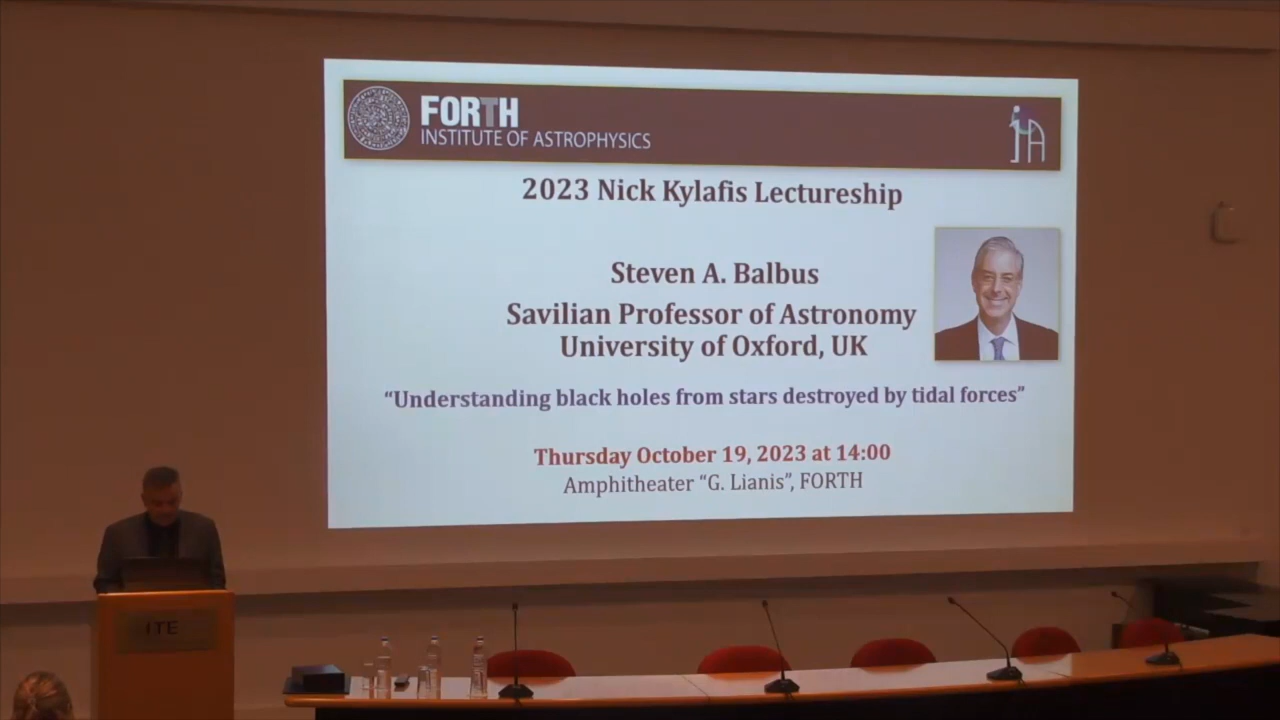 FORTH
INSTITUTE OF ASTROPHYSICS
IA
2023 Nick Kylafis Lectureship
Steven A. Balbus
Savilian Professor of Astronomy
University of Oxford, UK
“Understanding black holes from stars destroyed by tidal forces”
Thursday October 19, 2023 at 14:00
Amphitheater “G. Lianis”, FORTH
ITE